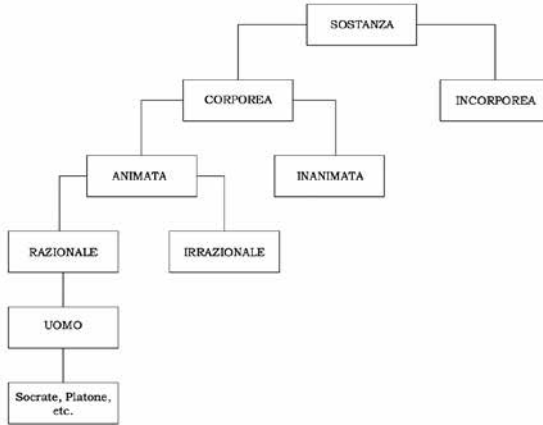 SOSTANZA
CORPOREA
INCORPOREA
ANIMATA
INANIMATA
RAZIONALE
IRRAZIONALE
UOMO
Socrate, Platone,
etc.